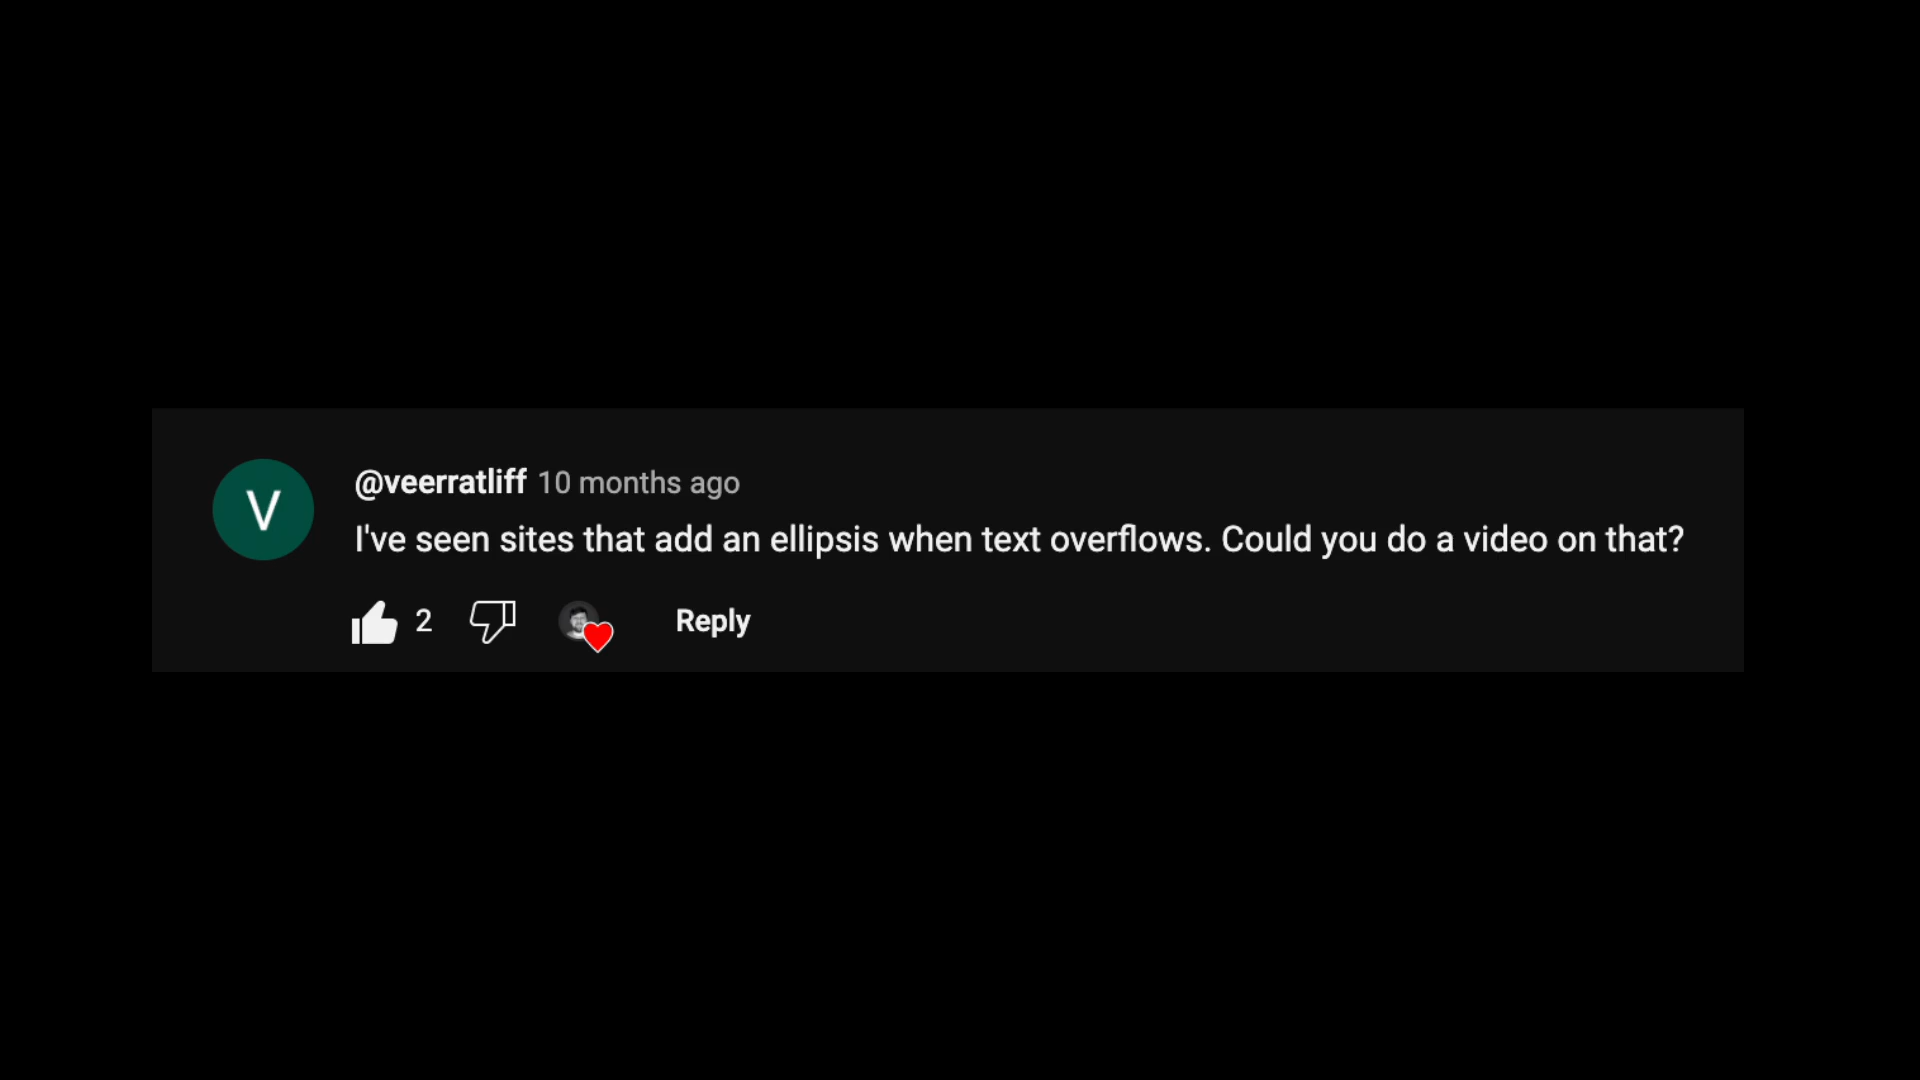 V
@veerratliff 10 months ago
I've seen sites that add an ellipsis when text overflows. Could you do a video on that?
2 Reply